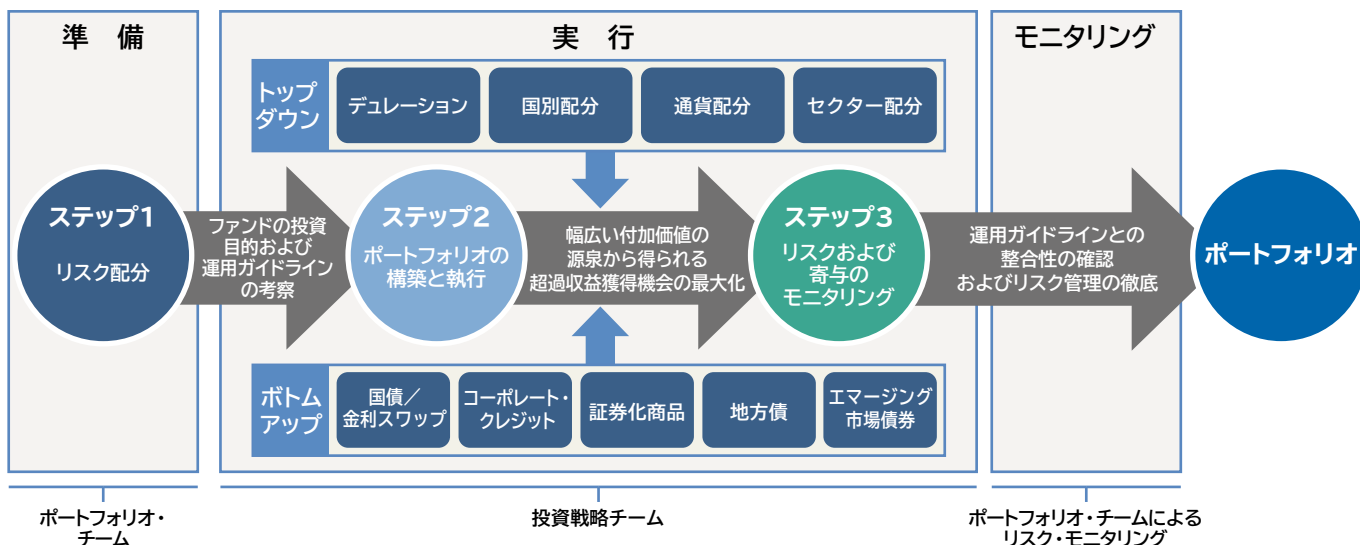 準 備
実 行
モニタリング
トップ
ダウン
デュレーション
国別配分
通貨配分
セクター配分
ステップ1
リスク配分
ファンドの投資
目的および
運用ガイドライン
の考察
ステップ2
ポートフォリオの
構築と執行
幅広い付加価値の
源泉から得られる
超過収益獲得機会の最大化
ステップ3
リスクおよび
寄与の
モニタリング
運用ガイドラインとの
整合性の確認
およびリスク管理の徹底
ポートフォリオ
ボトム
アップ
国債／
金利スワップ
コーポレート・
クレジット
証券化商品
地方債
エマージング
市場債券
ポートフォリオ・
チーム
投資戦略チーム
ポートフォリオ・チームによる
リスク・モニタリング